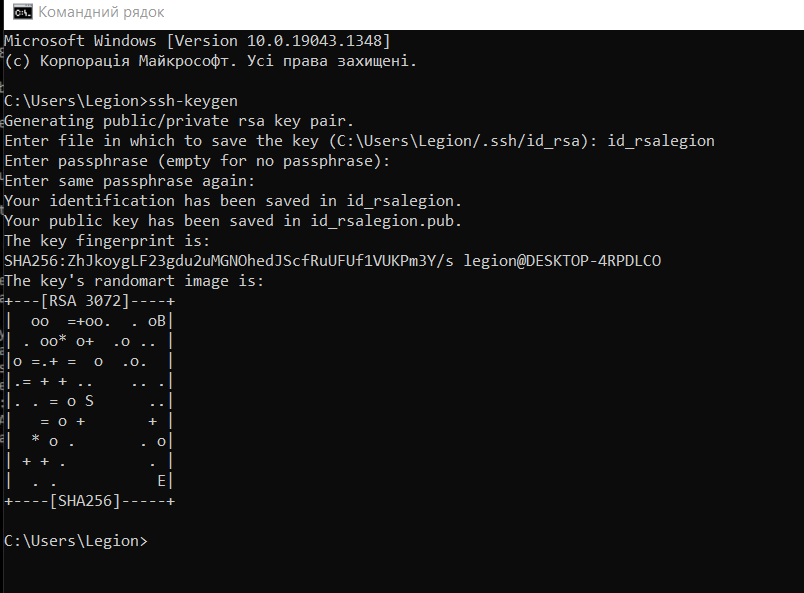 Командний рядок
Microsoft Windows [Version 10.0.19043.1348]
(c) Корпорація Майкрософт. Усі права захищені.
C:\Users\Legion>ssh-keygen
Generating public/private rsa key pair.
Enter file in which to save the key (C:\Users\Legion/.ssh/id_rsa): id_rsalegion
Enter passphrase (empty for no passphrase):
Enter same passphrase again:
Your identification has been saved in id_rsalegion.
Your public key has been saved in id_rsalegion.pub.
The key fingerprint is:
SHA256:ZhJkoygLF23gdu2uMGNOhedJScfRuUFUf1VUKPm3Y/s legion@DESKTOP-4RPDLCO
The key's randomart image is:
+---[RSA 3072]----+
|  oo  =+oo.  . oB|
| . oo* o+  .o .. |
|o =.+ =  o  .o.  |
|.= + + ..    .. .|
|. . = o S      ..|
|   = o +       + |
|  * o .       . o|
| + + .         . |
|  . .           E|
+----[SHA256]-----+
C:\Users\Legion>